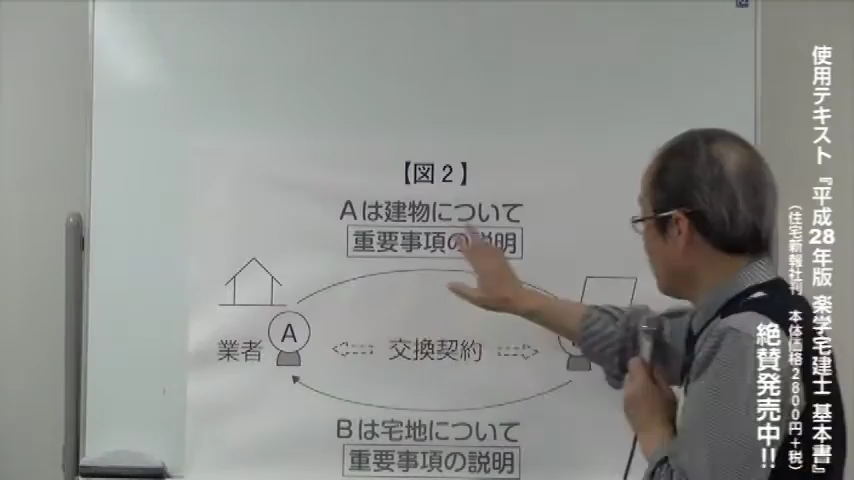 【図2】
Aは建物について
重要事項の説明
A
業者
交換契約
Bは宅地について
重要事項の説明
使用テキスト『平成28年版 楽学宅建士 基本書』
(住宅新報社刊 本体価格2800円+税)
絶賛発売中!!